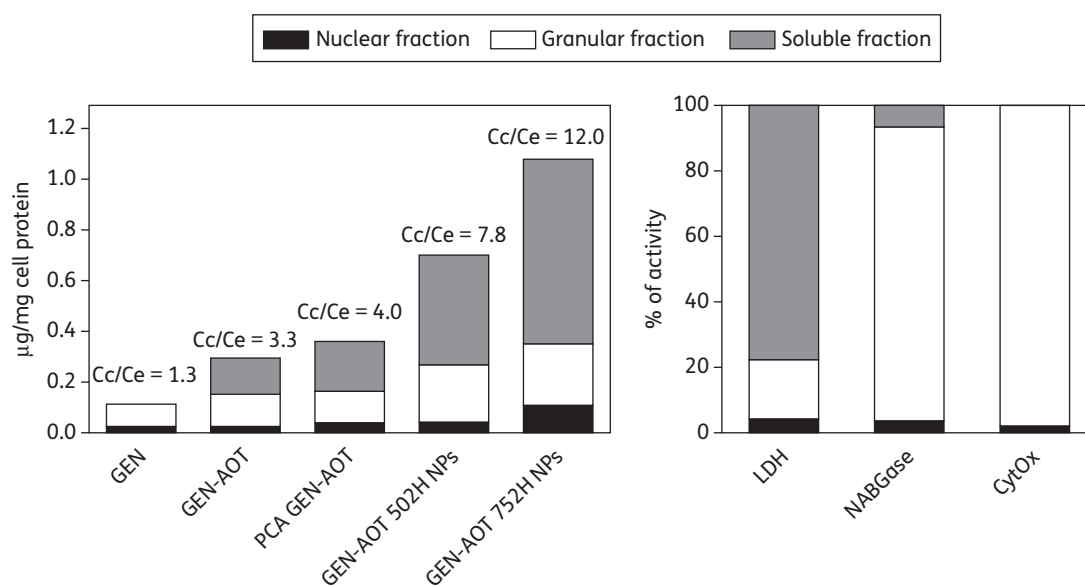 Nuclear fraction Granular fraction Soluble fraction
µg/mg cell protein
1.2
1.0
0.8
0.6
0.4
0.2
0.0
Cc/Ce = 1.3
Cc/Ce = 3.3
Cc/Ce = 4.0
Cc/Ce = 7.8
Cc/Ce = 12.0
GEN
GEN-AOT
PCA GEN-AOT
GEN-AOT 502H NPs
GEN-AOT 752H NPs
% of activity
100
80
60
40
20
0
LDH
NABGase
CytOx